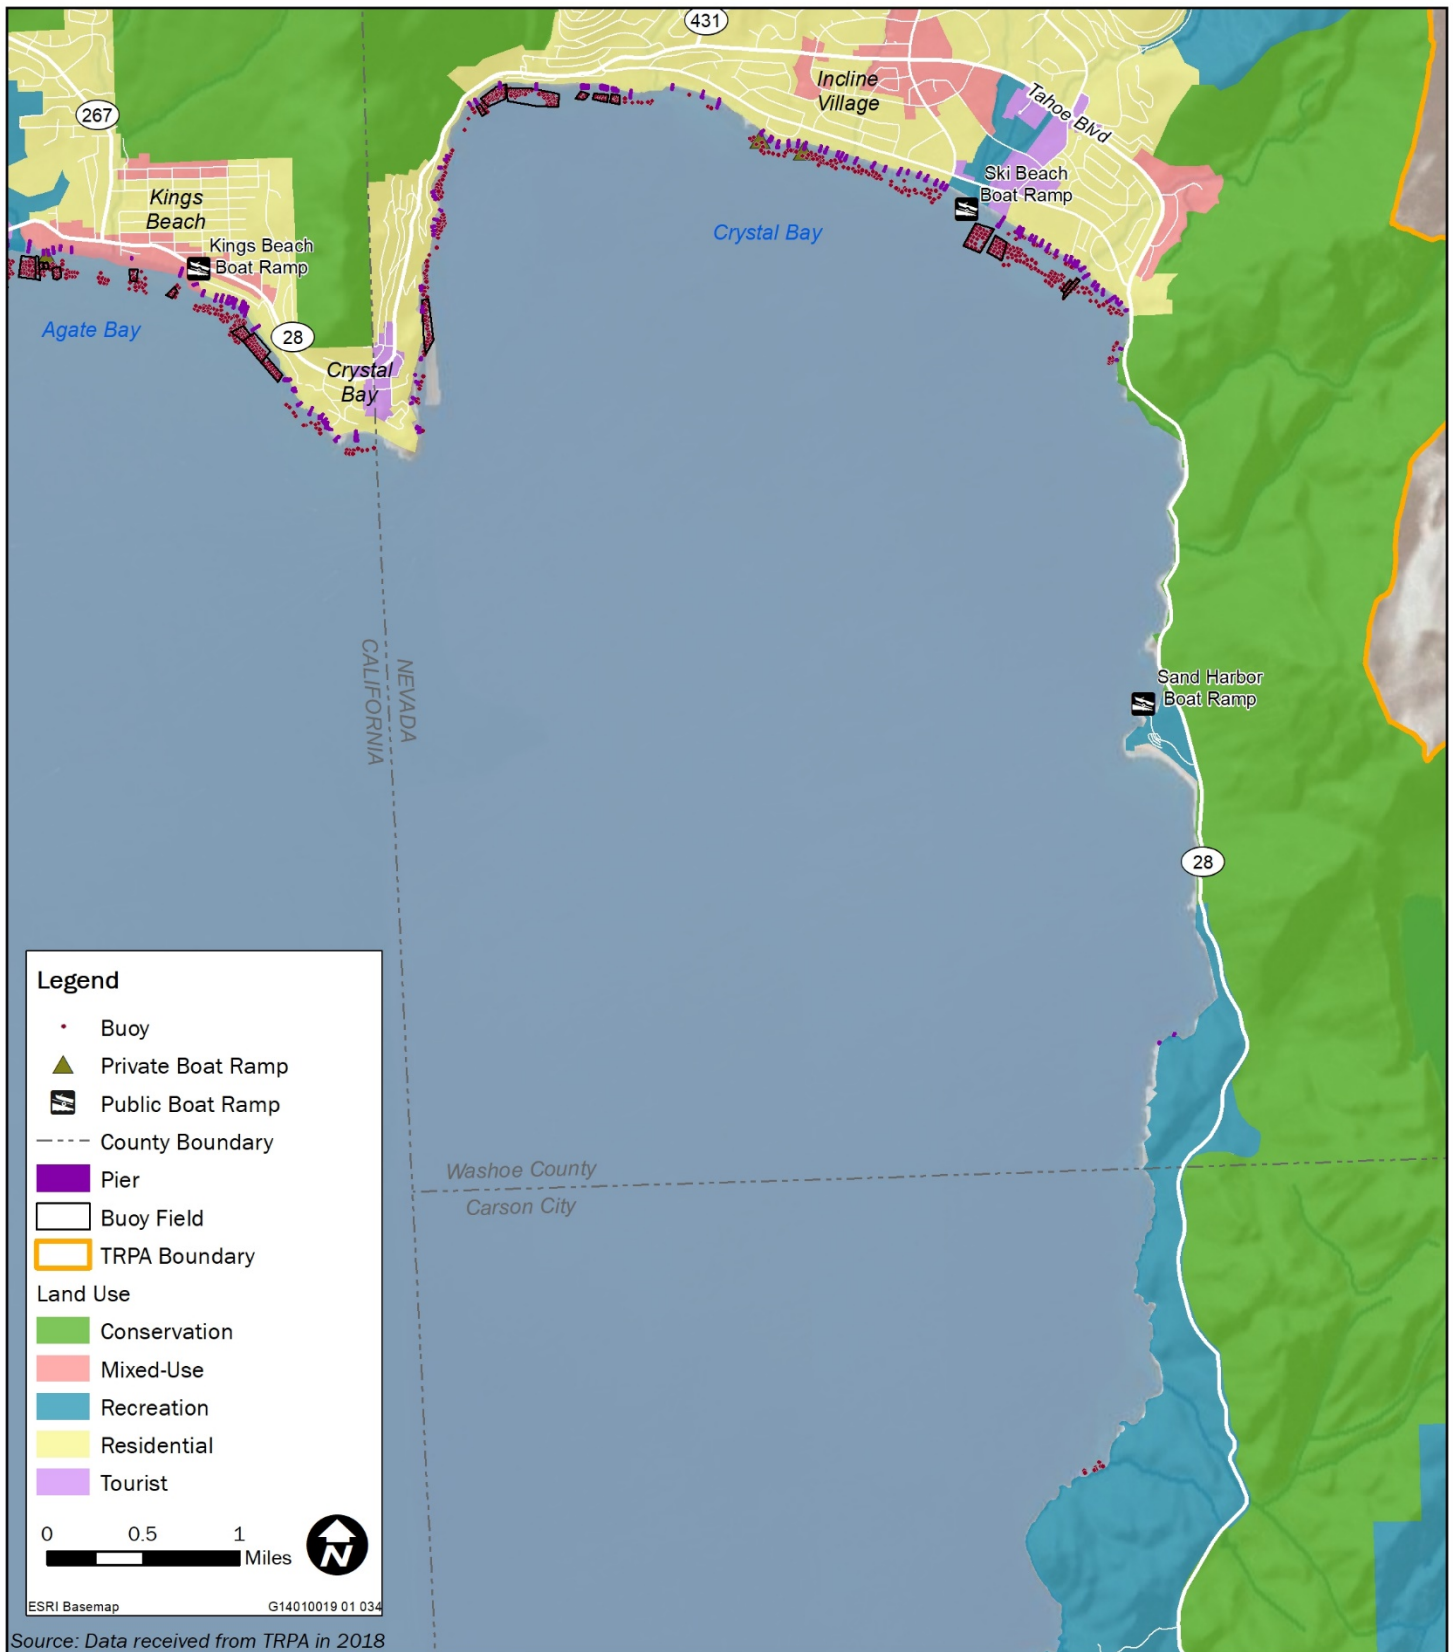 431
267
Incline
Village
Tahoe Blvd
Kings
Beach
Ski Beach
Boat Ramp
Kings Beach
Boat Ramp
Crystal Bay
Agate Bay
28
Crystal
Bay
CALIFORNIA
NEVADA
Sand Harbor
Boat Ramp
28
Washoe County
Carson City
Legend
Buoy
Private Boat Ramp
Public Boat Ramp
County Boundary
Pier
Buoy Field
TRPA Boundary
Land Use
Conservation
Mixed-Use
Recreation
Residential
Tourist
0 0.5 1
Miles
N
ESRI Basemap G14010019 01 034
Source: Data received from TRPA in 2018